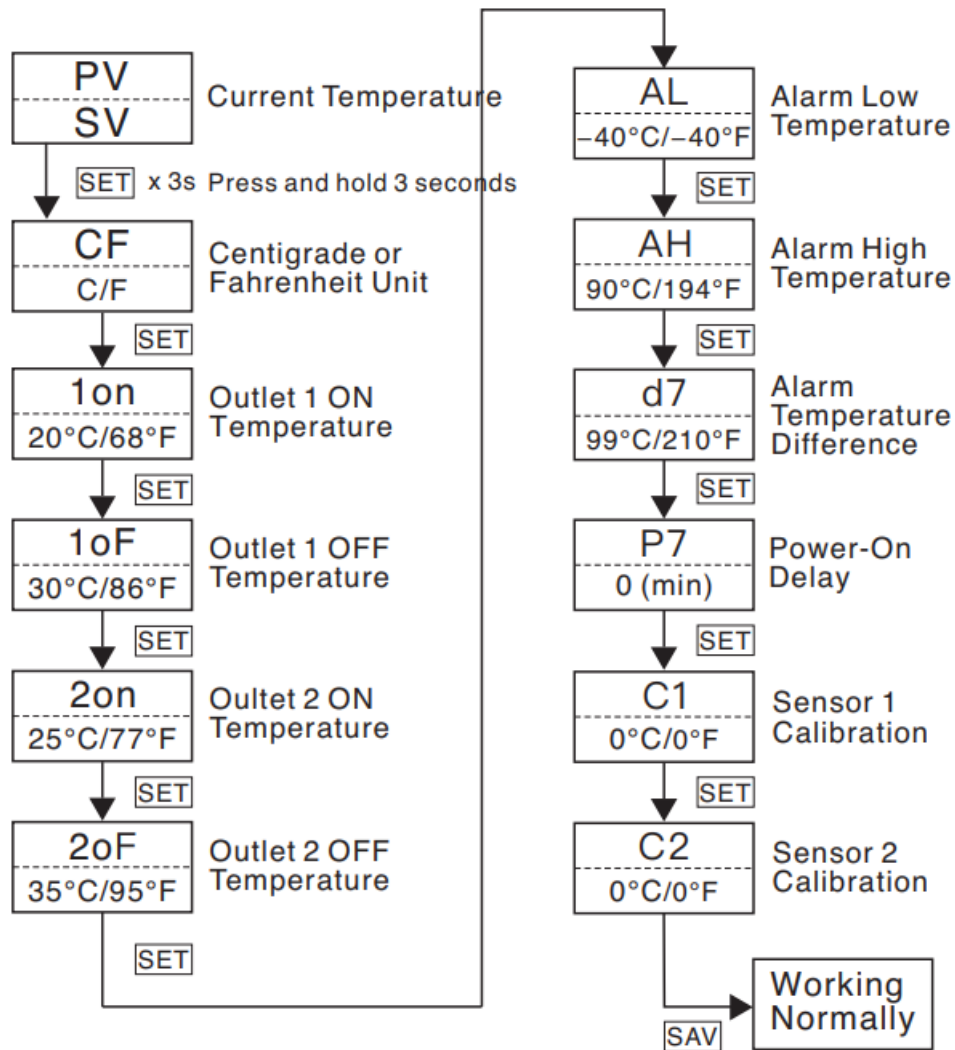 PV
SV
Current Temperature
SET x 3s Press and hold 3 seconds
CF
C/F
Centigrade or
Fahrenheit Unit
SET
1on
20°C/68°F
Outlet 1 ON
Temperature
SET
1oF
30°C/86°F
Outlet 1 OFF
Temperature
SET
2on
25°C/77°F
Oultet 2 ON
Temperature
SET
2oF
35°C/95°F
Outlet 2 OFF
Temperature
SET
AL
−40°C/−40°F
Alarm Low
Temperature
SET
AH
90°C/194°F
Alarm High
Temperature
SET
d7
99°C/210°F
Alarm
Temperature
Difference
SET
P7
0 (min)
Power-On
Delay
SET
C1
0°C/0°F
Sensor 1
Calibration
SET
C2
0°C/0°F
Sensor 2
Calibration
SAV
Working
Normally